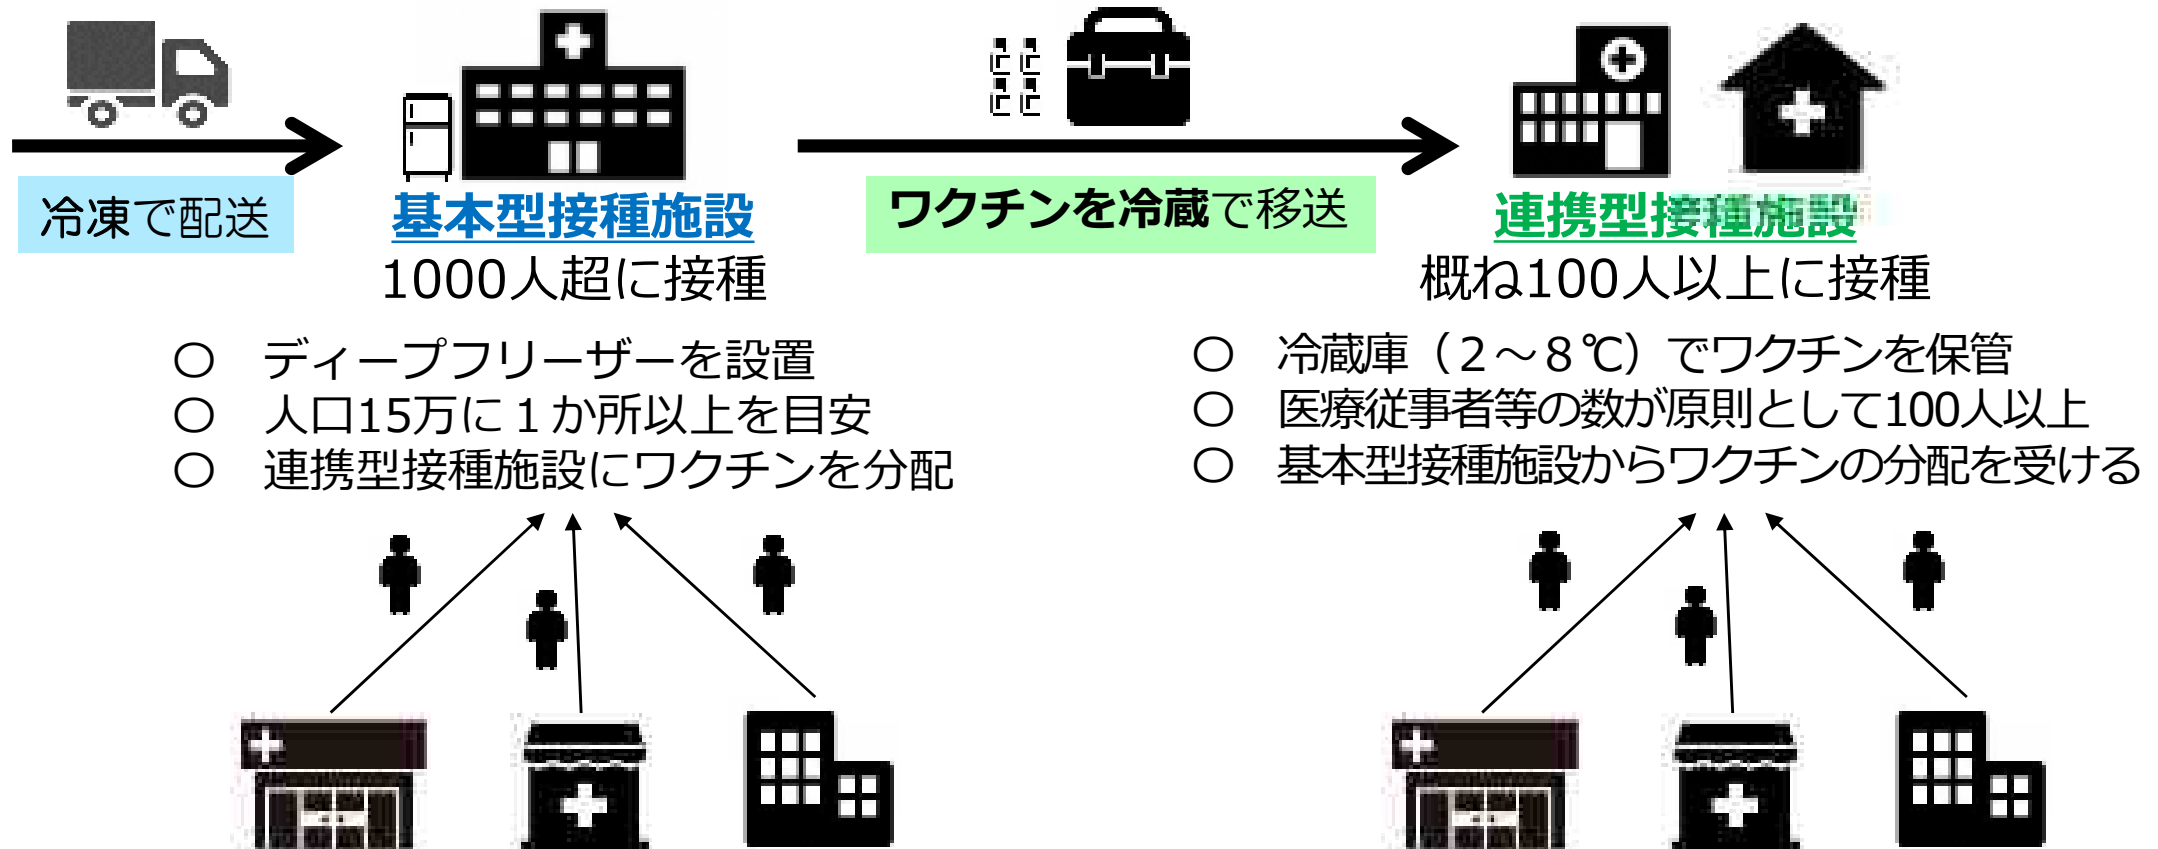 冷凍で配送
基本型接種施設
1000人超に接種
〇　ディープフリーザーを設置
〇　人口15万に１か所以上を目安
〇　連携型接種施設にワクチンを分配
ワクチンを冷蔵で移送
連携型接種施設
概ね100人以上に接種
〇　冷蔵庫（２～８℃）でワクチンを保管
〇　医療従事者等の数が原則として100人以上
〇　基本型接種施設からワクチンの分配を受ける